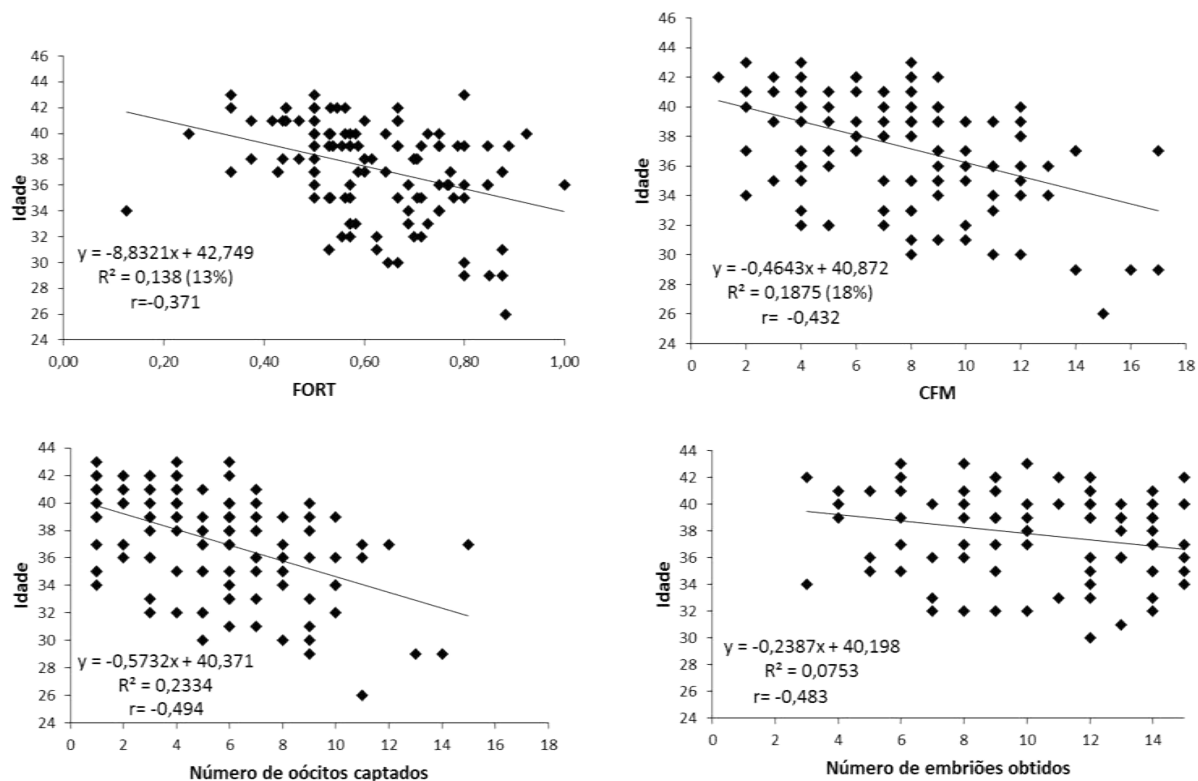 46
44
42
40
38
36
34
32
30
28
26
24
Idade
y = -8,8321x + 42,749
R² = 0,138 (13%)
r=-0,371
0,00 0,20 0,40 0,60 0,80 1,00
FORT
46
44
42
40
38
36
34
32
30
28
26
24
Idade
y = -0,4643x + 40,872
R² = 0,1875 (18%)
r= -0,432
0 2 4 6 8 10 12 14 16 18
CFM
44
42
40
38
36
34
32
30
28
26
24
Idade
y = -0,5732x + 40,371
R² = 0,2334
r= -0,494
0 2 4 6 8 10 12 14 16 18
Número de oócitos captados
44
42
40
38
36
34
32
30
28
26
24
Idade
y = -0,2387x + 40,198
R² = 0,0753
r= -0,483
0 2 4 6 8 10 12 14
Número de embriões obtidos